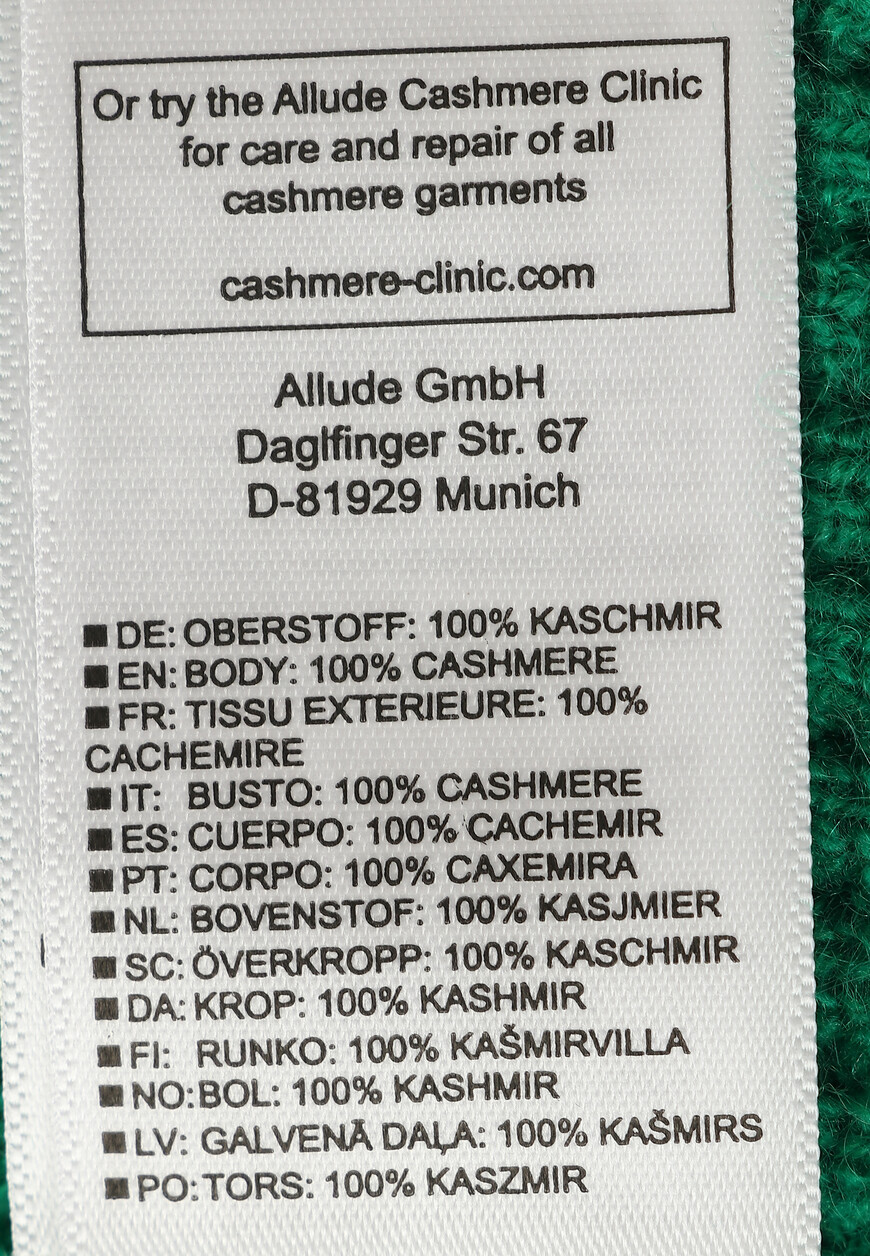 Or try the Allude Cashmere Clinic
for care and repair of all
cashmere garments
cashmere-clinic.com
Allude GmbH
Daglfinger Str. 67
D-81929 Munich
■ DE: OBERSTOFF: 100% KASCHMIR
■ EN: BODY: 100% CASHMERE
■ FR: TISSU EXTERIEURE: 100%
CACHEMIRE
■ IT: BUSTO: 100% CASHMERE
■ ES: CUERPO: 100% CACHEMIR
■ PT: CORPO: 100% CAXEMIRA
■ NL: BOVENSTOF: 100% KASJMIER
■ SC: ÖVERKROPP: 100% KASCHMIR
■ DA: KROP: 100% KASHMIR
■ FI: RUNKO: 100% KAŠMIRVILLA
■ NO: BOL: 100% KASHMIR
■ LV: GALVENĀ DAĻA: 100% KAŠMIRS
■ PO: TORS: 100% KASZMIR